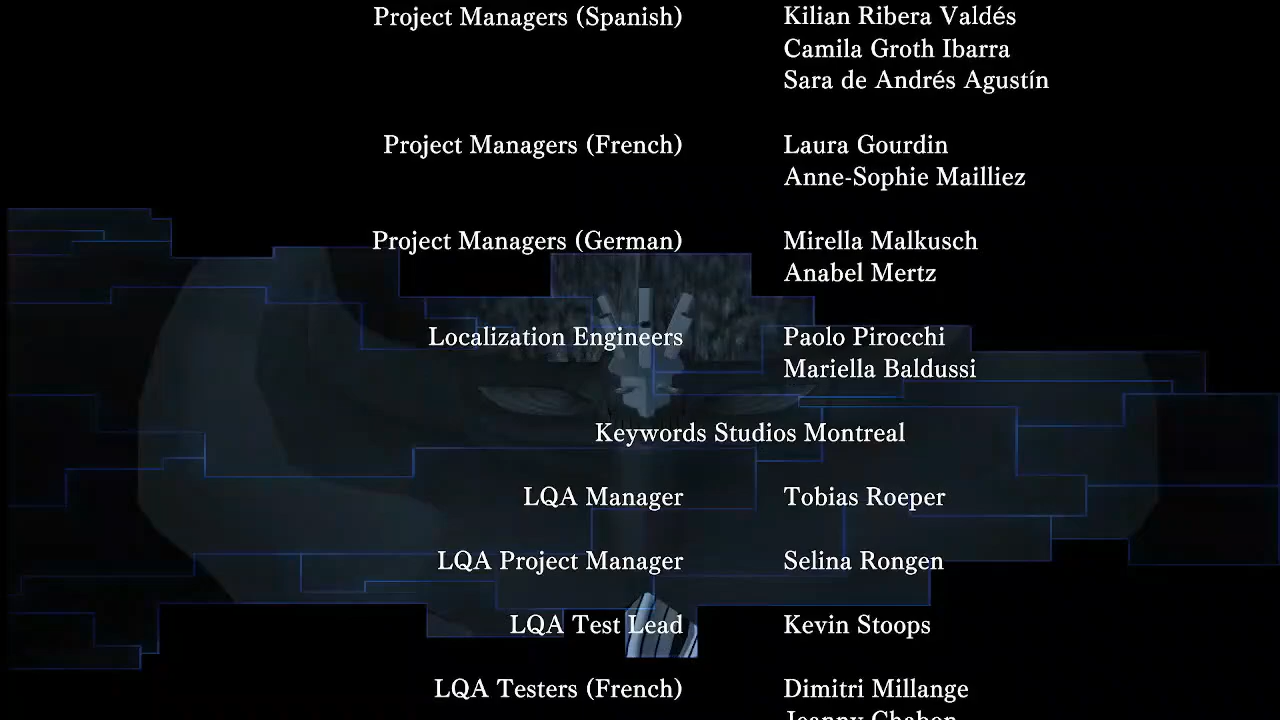 Project Managers (Spanish) Kilian Ribera Valdés
Camila Groth Ibarra
Sara de Andrés Agustín
Project Managers (French) Laura Gourdin
Anne-Sophie Mailliez
Project Managers (German) Mirella Malkusch
Anabel Mertz
Localization Engineers Paolo Pirocchi
Mariella Baldussi
Keywords Studios Montreal
LQA Manager Tobias Roeper
LQA Project Manager Selina Rongen
LQA Test Lead Kevin Stoops
LQA Testers (French) Dimitri Millange